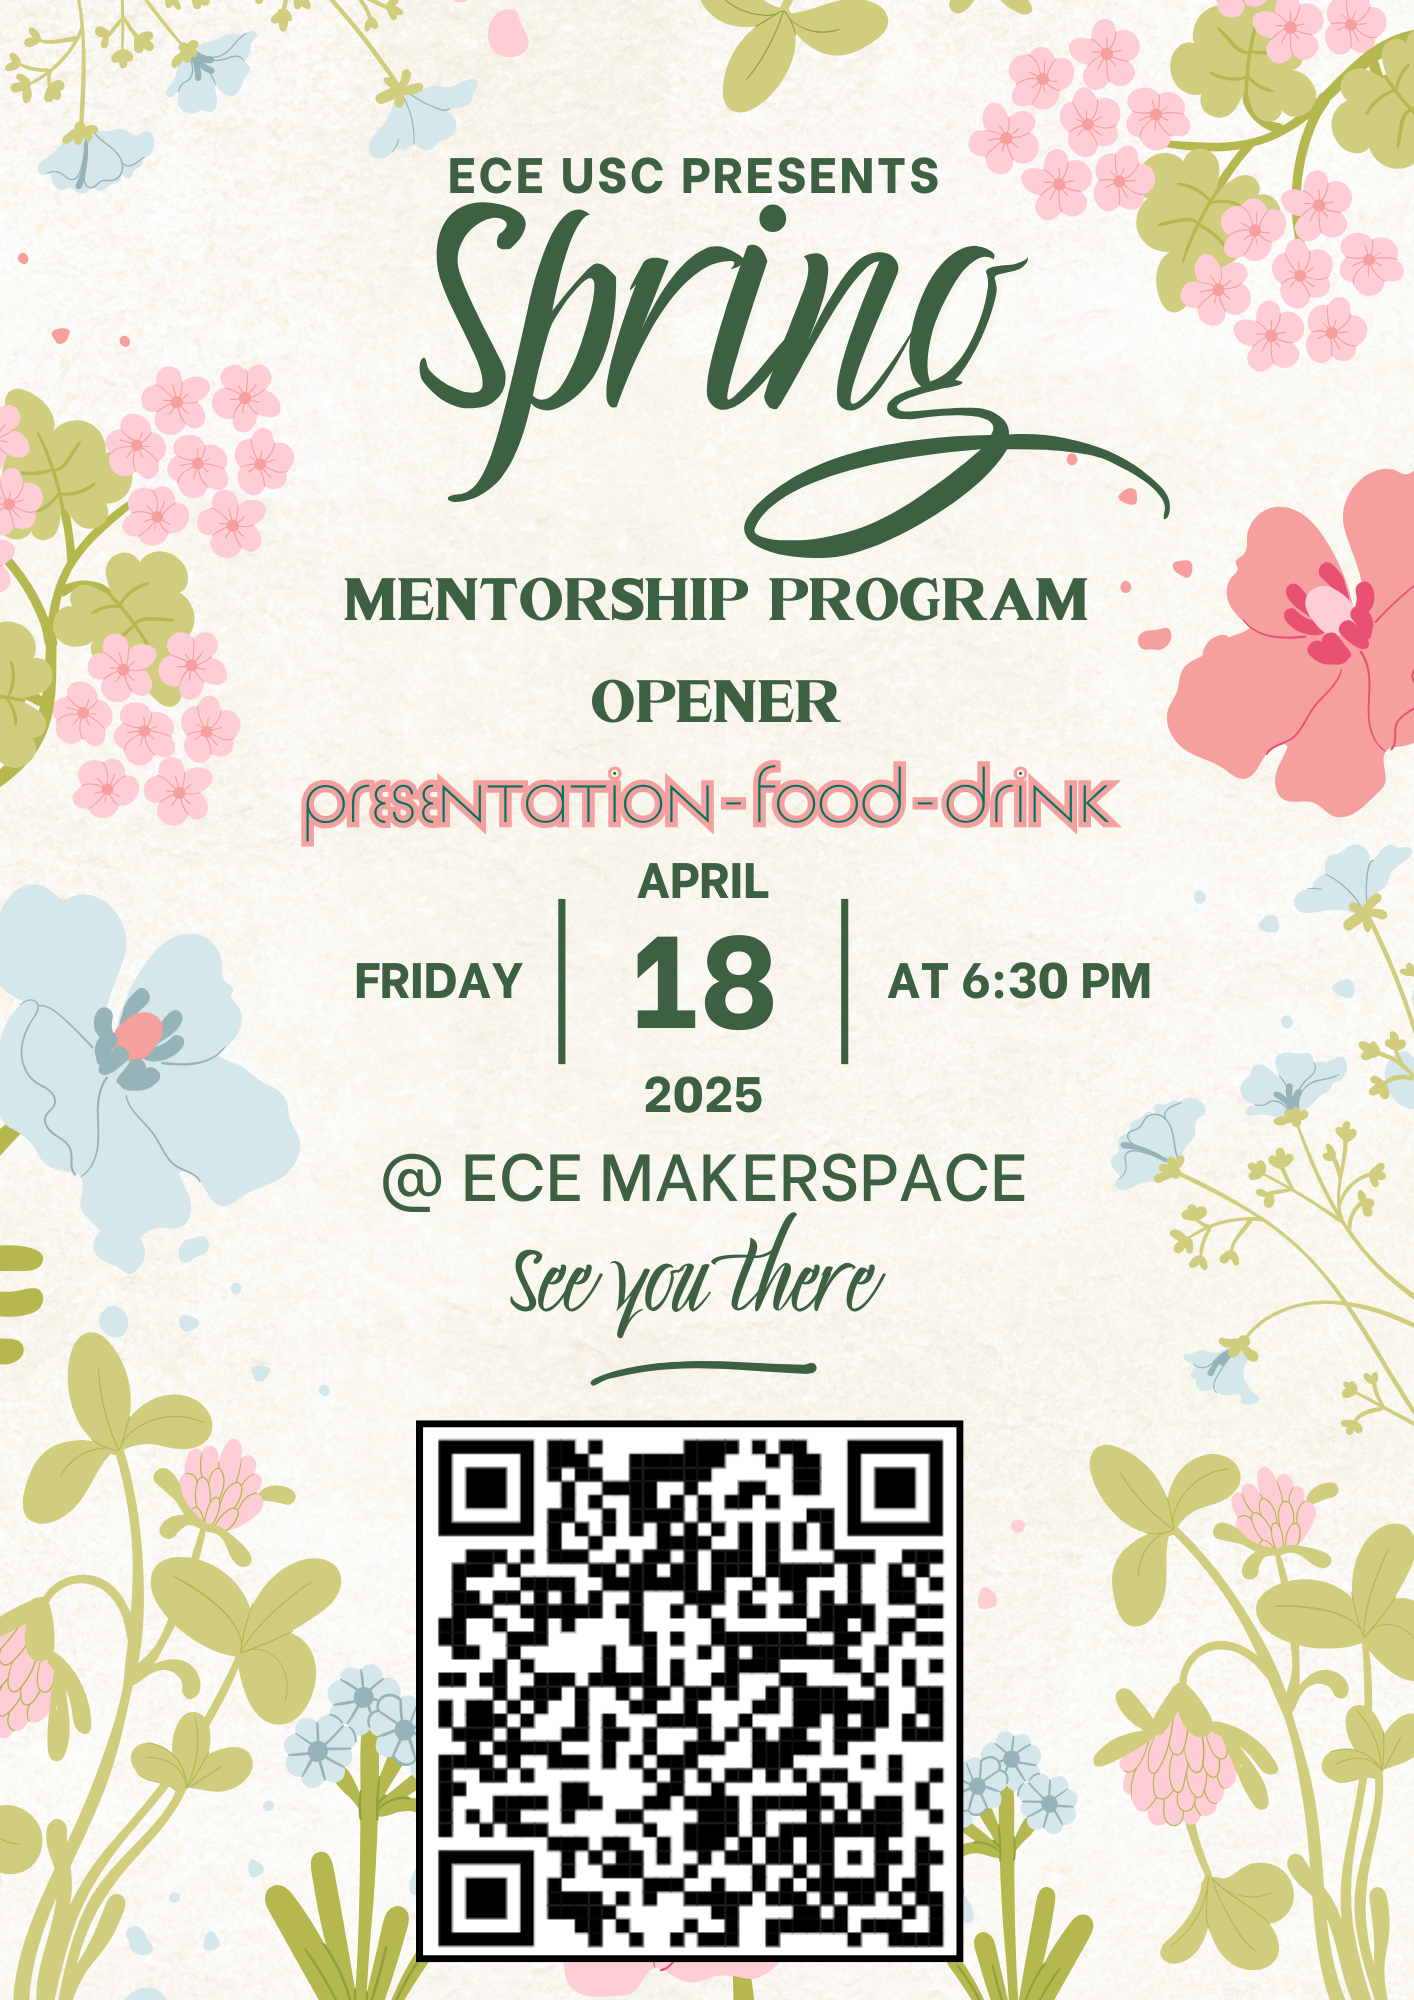 ECE USC PRESENTS
Spring
MENTORSHIP PROGRAM
OPENER
presentation-food-drink
APRIL
FRIDAY
18
AT 6:30 PM
2025
@ ECE MAKERSPACE
See you there